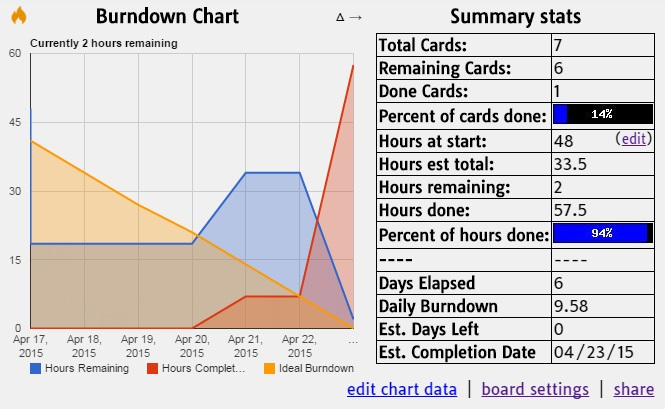 Burndown Chart
Δ →
Currently 2 hours remaining
60
45
30
15
0
Apr 17, 2015
Apr 18, 2015
Apr 19, 2015
Apr 20, 2015
Apr 21, 2015
Apr 22, 2015
...
Hours Remaining
Hours Complet...
Ideal Burndown
Summary stats
Total Cards: 7
Remaining Cards: 6
Done Cards: 1
Percent of cards done: 14%
Hours at start: 48 (edit)
Hours est total: 33.5
Hours remaining: 2
Hours done: 57.5
Percent of hours done: 94%
---- ----
Days Elapsed 6
Daily Burndown 9.58
Est. Days Left 0
Est. Completion Date 04/23/15
edit chart data | board settings | share